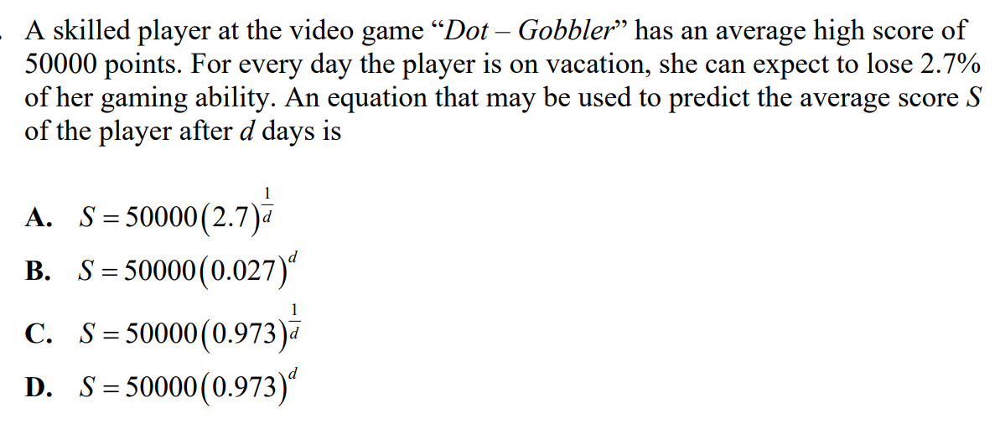 A skilled player at the video game “Dot – Gobbler” has an average high score of
50000 points. For every day the player is on vacation, she can expect to lose 2.7%
of her gaming ability. An equation that may be used to predict the average score S
of the player after d days is
A. S = 50000(2.7)^(1/d)
B. S = 50000(0.027)^d
C. S = 50000(0.973)^(1/d)
D. S = 50000(0.973)^d